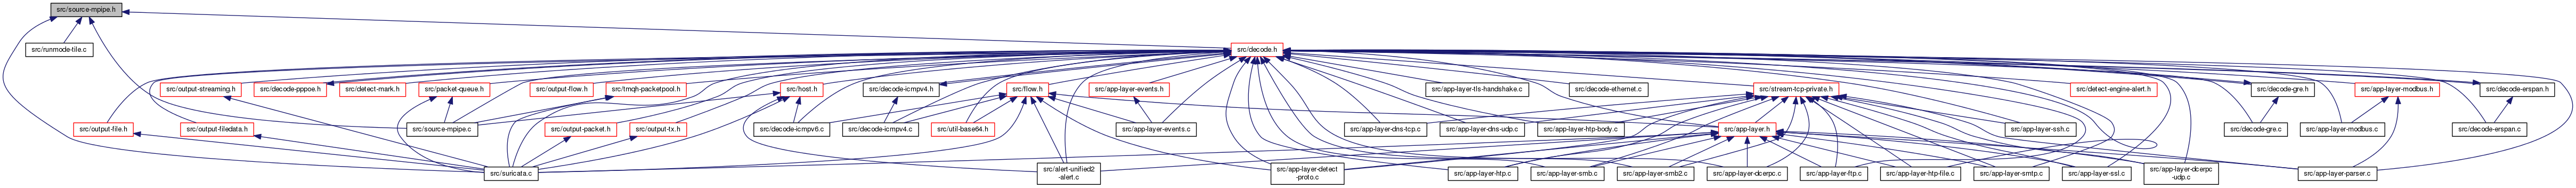 src/source-mpipe.h
src/runmode-tile.c
src/decode.h
src/output-streaming.h
src/decode-pppoe.h
src/detect-mark.h
src/packet-queue.h
src/output-flow.h
src/tmqh-packetpool.h
src/host.h
src/decode-icmpv4.h
src/flow.h
src/app-layer-events.h
src/app-layer-tls-handshake.c
src/decode-ethernet.c
src/stream-tcp-private.h
src/detect-engine-alert.h
src/decode-gre.h
src/app-layer-modbus.h
src/decode-erspan.h
src/output-file.h
src/output-filedata.h
src/source-mpipe.c
src/output-packet.h
src/output-tx.h
src/decode-icmpv6.c
src/decode-icmpv4.c
src/util-base64.h
src/app-layer-events.c
src/app-layer-dns-tcp.c
src/app-layer-dns-udp.c
src/app-layer-htp-body.c
src/app-layer.h
src/app-layer-ssh.c
src/decode-gre.c
src/app-layer-modbus.c
src/decode-erspan.c
src/suricata.c
src/alert-unified2
-alert.c
src/app-layer-detect
-proto.c
src/app-layer-htp.c
src/app-layer-smb.c
src/app-layer-smb2.c
src/app-layer-dcerpc.c
src/app-layer-ftp.c
src/app-layer-htp-file.c
src/app-layer-smtp.c
src/app-layer-ssl.c
src/app-layer-dcerpc
-udp.c
src/app-layer-parser.c